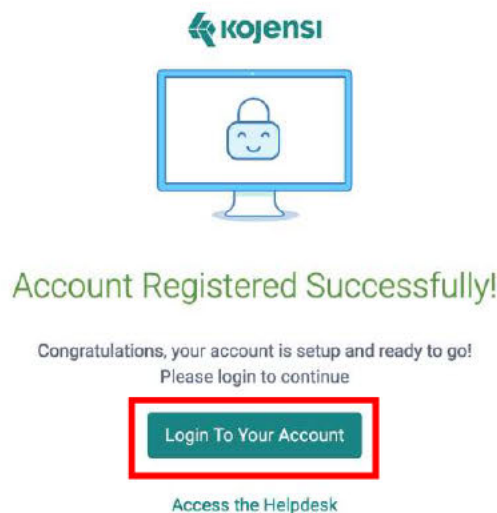 KOJENSI
Account Registered Successfully!
Congratulations, your account is setup and ready to go!
Please login to continue
Login To Your Account
Access the Helpdesk